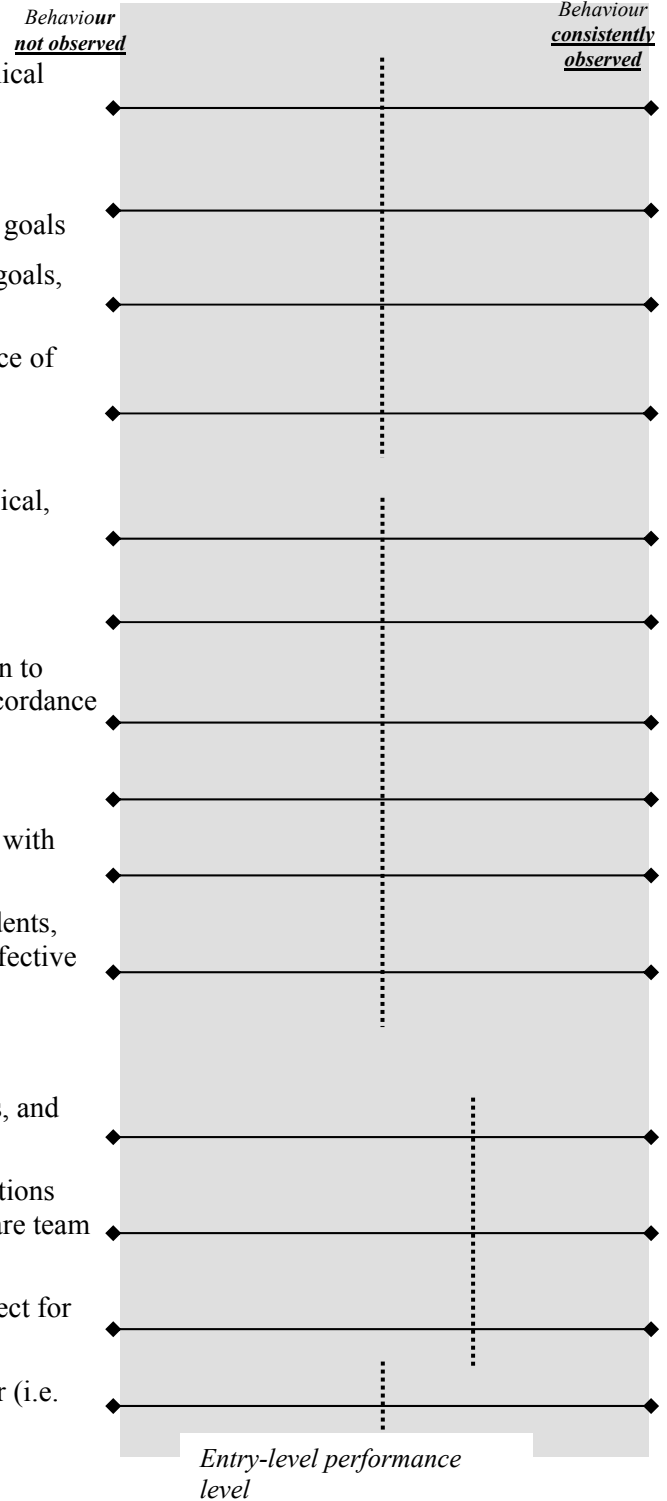 Behaviour
not observed
Behaviour
consistently
observed
ical
goals
goals,
ce of
ical,
n to
cordance
with
lents,
fective
s, and
tions
are team
ect for
r (i.e.
Entry-level performance
level